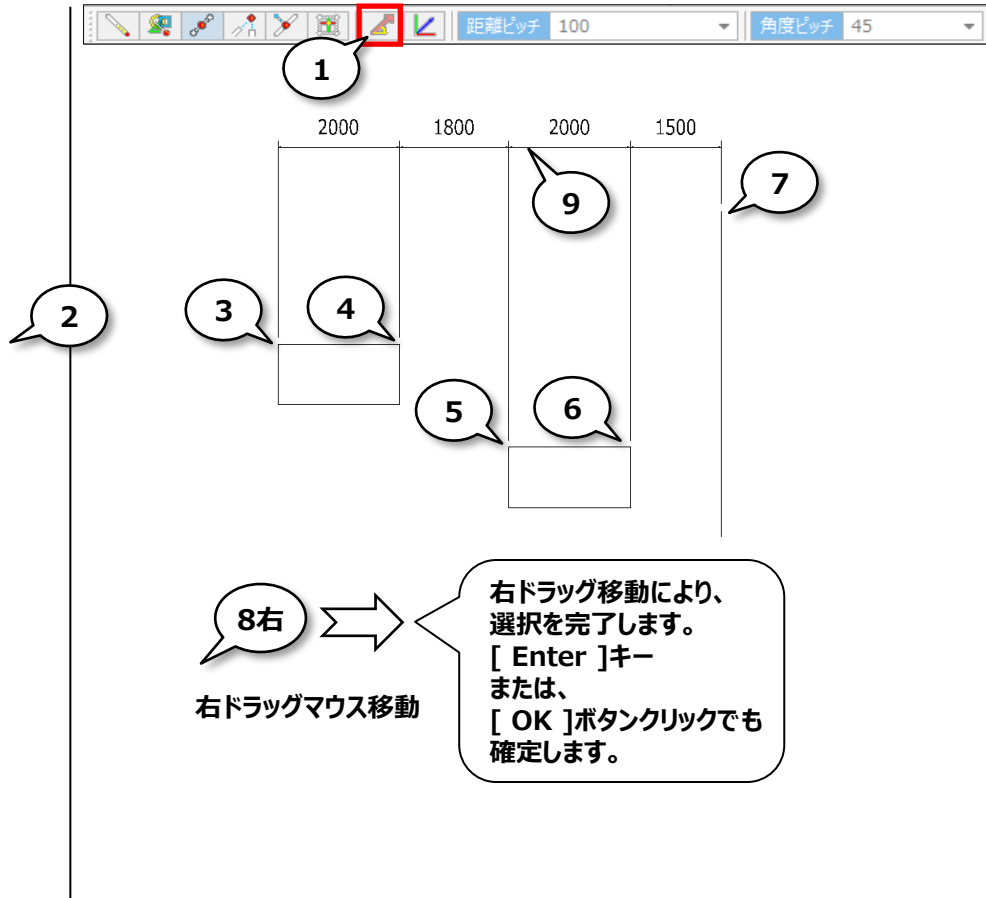 距離ピッチ 100 角度ピッチ 45
1
2000 1800 2000 1500
7
9
2
3
4
5
6
8右
右ドラッグマウス移動
右ドラッグ移動により、
選択を完了します。
[ Enter ]キー
または、
[ OK ]ボタンクリックでも
確定します。